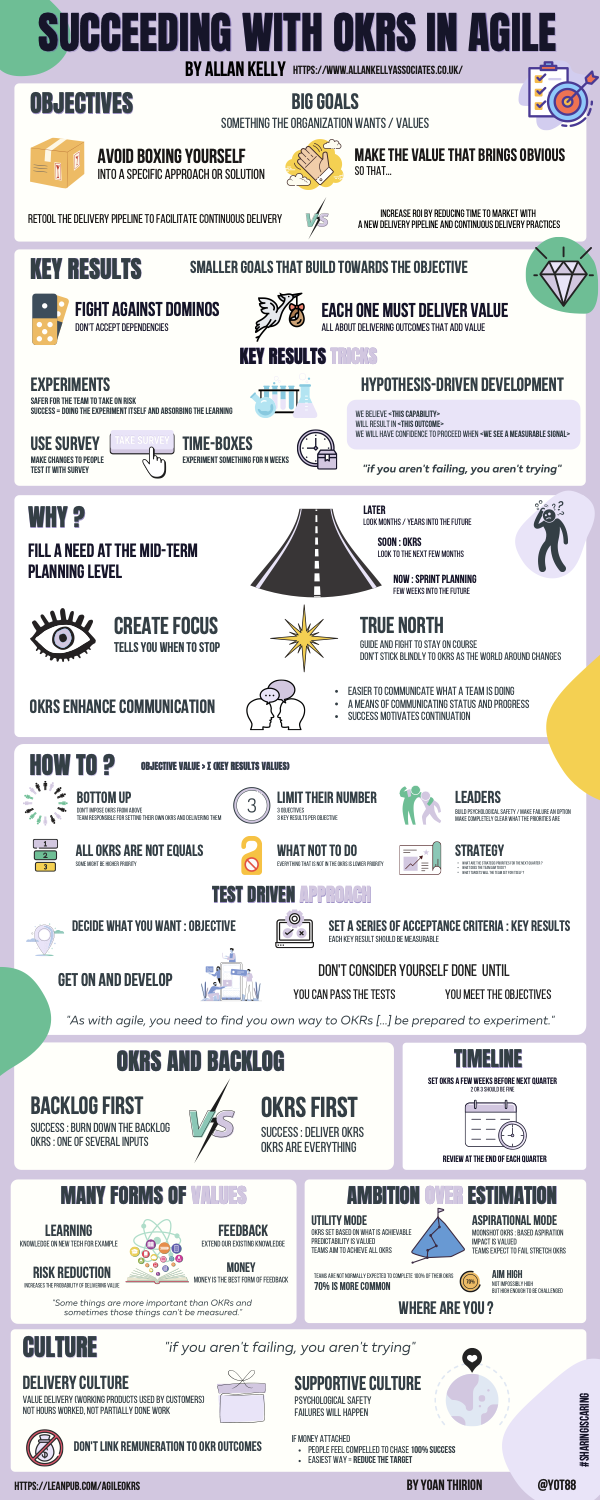 SUCCEEDING WITH OKRS IN AGILE
BY ALLAN KELLY HTTPS://WWW.ALLANKELLYASSOCIATES.CO.UK/
OBJECTIVES
BIG GOALS
SOMETHING THE ORGANIZATION WANTS / VALUES
AVOID BOXING YOURSELF
INTO A SPECIFIC APPROACH OR SOLUTION
MAKE THE VALUE THAT BRINGS OBVIOUS
SO THAT...
RETOOL THE DELIVERY PIPELINE TO FACILITATE CONTINUOUS DELIVERY
VS
INCREASE ROI BY REDUCING TIME TO MARKET WITH
A NEW DELIVERY PIPELINE AND CONTINUOUS DELIVERY PRACTICES
KEY RESULTS
SMALLER GOALS THAT BUILD TOWARDS THE OBJECTIVE
FIGHT AGAINST DOMINOS
DON'T ACCEPT DEPENDENCIES
EACH ONE MUST DELIVER VALUE
ALL ABOUT DELIVERING OUTCOMES THAT ADD VALUE
KEY RESULTS TRICKS
EXPERIMENTS
SAFER FOR THE TEAM TO TAKE ON RISK
SUCCESS = DOING THE EXPERIMENT ITSELF AND ABSORBING THE LEARNING
HYPOTHESIS-DRIVEN DEVELOPMENT
WE BELIEVE <THIS CAPABILITY>
WILL RESULT IN <THIS OUTCOME>
WE WILL HAVE CONFIDENCE TO PROCEED WHEN <WE SEE A MEASURABLE SIGNAL>
USE SURVEY
MAKE CHANGES TO PEOPLE
TEST IT WITH SURVEY
TAKE SURVEY
TIME-BOXES
EXPERIMENT SOMETHING FOR N WEEKS
"if you aren't failing, you aren't trying"
WHY ?
FILL A NEED AT THE MID-TERM
PLANNING LEVEL
LATER
LOOK MONTHS / YEARS INTO THE FUTURE
SOON : OKRS
LOOK TO THE NEXT FEW MONTHS
NOW : SPRINT PLANNING
FEW WEEKS INTO THE FUTURE
CREATE FOCUS
TELLS YOU WHEN TO STOP
TRUE NORTH
GUIDE AND FIGHT TO STAY ON COURSE
DON'T STICK BLINDLY TO OKRS AS THE WORLD AROUND CHANGES
OKRS ENHANCE COMMUNICATION
• EASIER TO COMMUNICATE WHAT A TEAM IS DOING
• A MEANS OF COMMUNICATING STATUS AND PROGRESS
• SUCCESS MOTIVATES CONTINUATION
HOW TO ?
OBJECTIVE VALUE > Σ (KEY RESULTS VALUES)
BOTTOM UP
DON'T IMPOSE OKRS FROM ABOVE
TEAM RESPONSIBLE FOR SETTING THEIR OWN OKRS AND DELIVERING THEM
3
LIMIT THEIR NUMBER
3 OBJECTIVES
3 KEY RESULTS PER OBJECTIVE
LEADERS
BUILD PSYCHOLOGICAL SAFETY / MAKE FAILURE AN OPTION
MAKE COMPLETELY CLEAR WHAT THE PRIORITIES ARE
1
2
3
ALL OKRS ARE NOT EQUALS
SOME MIGHT BE HIGHER PRIORITY
WHAT NOT TO DO
EVERYTHING THAT IS NOT IN THE OKRS IS LOWER PRIORITY
STRATEGY
TEST DRIVEN APPROACH
DECIDE WHAT YOU WANT : OBJECTIVE
SET A SERIES OF ACCEPTANCE CRITERIA : KEY RESULTS
EACH KEY RESULT SHOULD BE MEASURABLE
GET ON AND DEVELOP
DON'T CONSIDER YOURSELF DONE UNTIL
YOU CAN PASS THE TESTS
YOU MEET THE OBJECTIVES
"As with agile, you need to find you own way to OKRs [...] be prepared to experiment."
OKRS AND BACKLOG
BACKLOG FIRST
SUCCESS : BURN DOWN THE BACKLOG
OKRS : ONE OF SEVERAL INPUTS
VS
OKRS FIRST
SUCCESS : DELIVER OKRS
OKRS ARE EVERYTHING
TIMELINE
SET OKRS A FEW WEEKS BEFORE NEXT QUARTER
2 OR 3 SHOULD BE FINE
REVIEW AT THE END OF EACH QUARTER
MANY FORMS OF VALUES
LEARNING
KNOWLEDGE ON NEW TECH FOR EXAMPLE
FEEDBACK
EXTEND OUR EXISTING KNOWLEDGE
RISK REDUCTION
INCREASES THE PROBABILITY OF DELIVERING VALUE
MONEY
MONEY IS THE BEST FORM OF FEEDBACK
"Some things are more important than OKRs and
sometimes those things can't be measured."
AMBITION OVER ESTIMATION
UTILITY MODE
OKRS SET BASED ON WHAT IS ACHIEVABLE
PREDICTABILITY IS VALUED
TEAMS AIM TO ACHIEVE ALL OKRS
ASPIRATIONAL MODE
MOONSHOT OKRS : BASED ASPIRATION
IMPACT IS VALUED
TEAMS EXPECT TO FAIL STRETCH OKRS
TEAMS ARE NOT NORMALLY EXPECTED TO COMPLETE 100% OF THEIR OKRS
70% IS MORE COMMON
70%
AIM HIGH
NOT IMPOSSIBLY HIGH
BUT HIGH ENOUGH TO BE CHALLENGED
WHERE ARE YOU ?
CULTURE
"if you aren't failing, you aren't trying"
DELIVERY CULTURE
VALUE DELIVERY (WORKING PRODUCTS USED BY CUSTOMERS)
NOT HOURS WORKED, NOT PARTIALLY DONE WORK
SUPPORTIVE CULTURE
PSYCHOLOGICAL SAFETY
FAILURES WILL HAPPEN
DON'T LINK REMUNERATION TO OKR OUTCOMES
IF MONEY ATTACHED
• PEOPLE FEEL COMPELLED TO CHASE 100% SUCCESS
• EASIEST WAY = REDUCE THE TARGET
#SHARINGISCARING
HTTPS://LEANPUB.COM/AGILEOKRS
BY YOAN THIRION
@YOT88